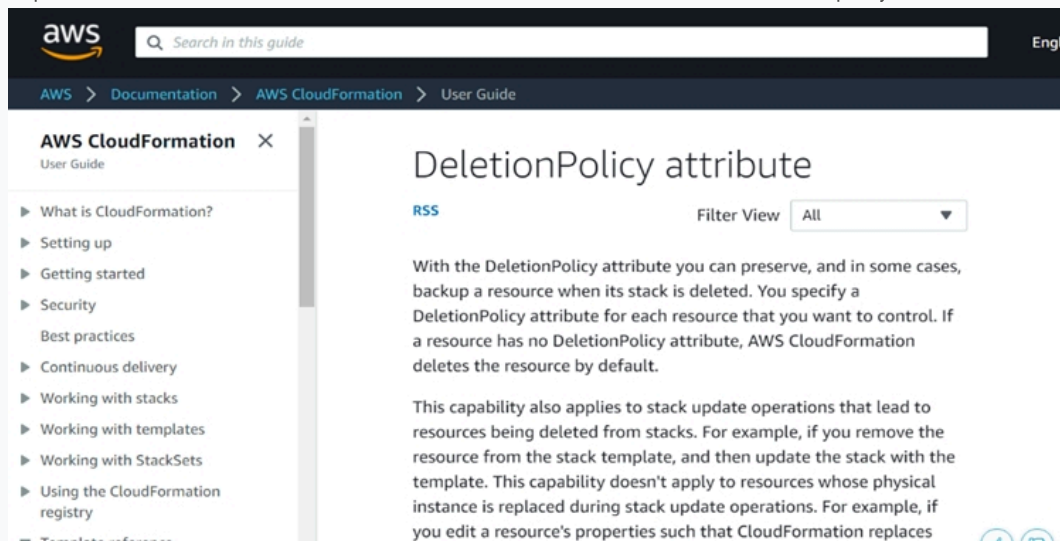 aws
Search in this guide
Engl
AWS > Documentation > AWS CloudFormation > User Guide
AWS CloudFormation
User Guide
What is CloudFormation?
Setting up
Getting started
Security
Best practices
Continuous delivery
Working with stacks
Working with templates
Working with StackSets
Using the CloudFormation
registry
Template reference
DeletionPolicy attribute
RSS
Filter View
All
With the DeletionPolicy attribute you can preserve, and in some cases,
backup a resource when its stack is deleted. You specify a
DeletionPolicy attribute for each resource that you want to control. If
a resource has no DeletionPolicy attribute, AWS CloudFormation
deletes the resource by default.
This capability also applies to stack update operations that lead to
resources being deleted from stacks. For example, if you remove the
resource from the stack template, and then update the stack with the
template. This capability doesn't apply to resources whose physical
instance is replaced during stack update operations. For example, if
you edit a resource's properties such that CloudFormation replaces